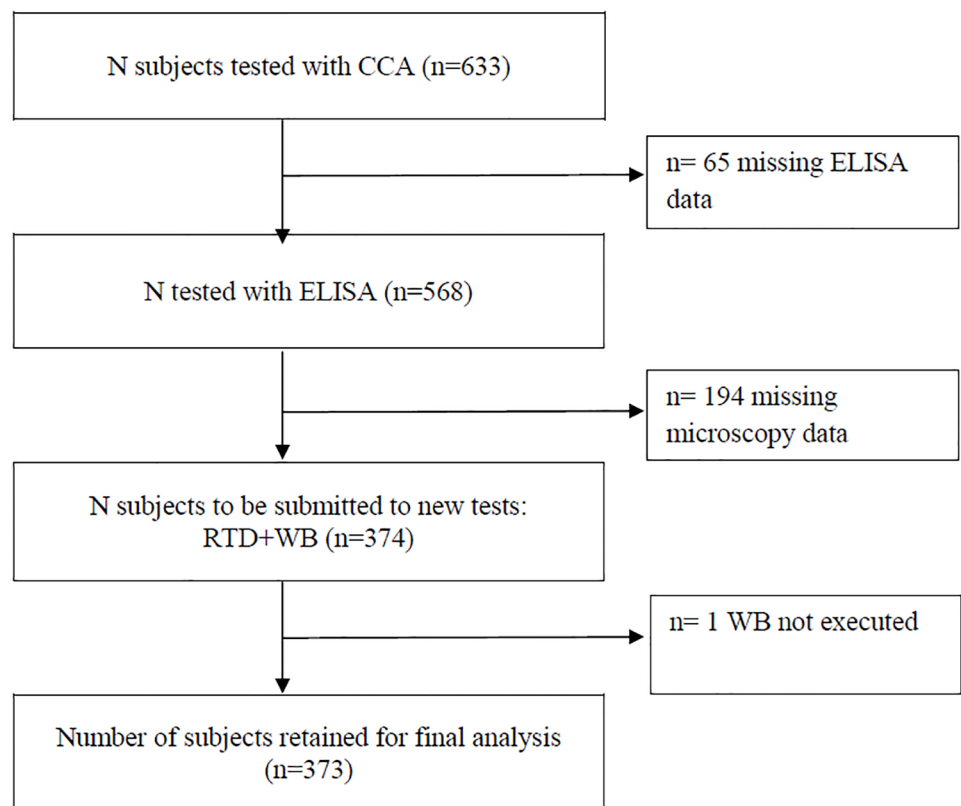 N subjects tested with CCA (n=633)
n= 65 missing ELISA
data
N tested with ELISA (n=568)
n= 194 missing
microscopy data
N subjects to be submitted to new tests:
RTD+WB (n=374)
n= 1 WB not executed
Number of subjects retained for final analysis
(n=373)